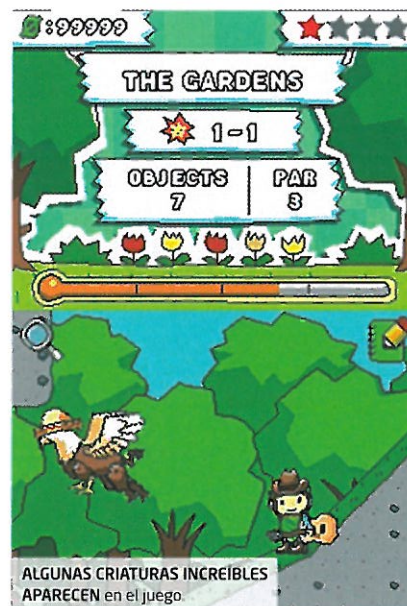 :99999
THE GARDENS
1-1
OBJECTS PAR
7 3
ALGUNAS CRIATURAS INCREÍBLES
APARECEN en el juego.